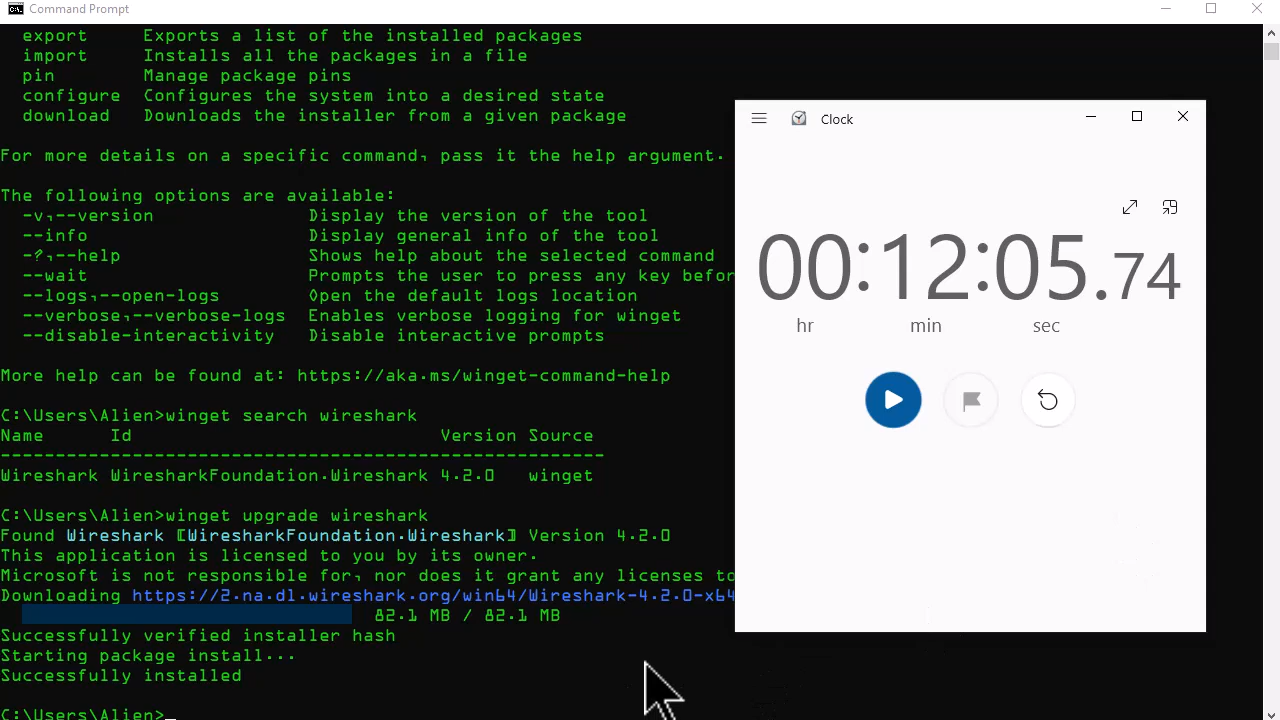 Command Prompt
export     Exports a list of the installed packages
import     Installs all the packages in a file
pin        Manage package pins
configure  Configures the system into a desired state
download   Downloads the installer from a given package
For more details on a specific command, pass it the help argument.
The following options are available:
-v,--version              Display the version of the tool
--info                    Display general info of the tool
-?,--help                 Shows help about the selected command
--wait                    Prompts the user to press any key befor
--logs,--open-logs        Open the default logs location
--verbose,--verbose-logs  Enables verbose logging for winget
--disable-interactivity   Disable interactive prompts
More help can be found at: https://aka.ms/winget-command-help
C:\Users\Alien>winget search wireshark
Name      Id                            Version Source
-------------------------------------------------------
Wireshark WiresharkFoundation.Wireshark 4.2.0   winget
C:\Users\Alien>winget upgrade wireshark
Found Wireshark [WiresharkFoundation.Wireshark] Version 4.2.0
This application is licensed to you by its owner.
Microsoft is not responsible for, nor does it grant any licenses to
Downloading https://2.na.dl.wireshark.org/win64/Wireshark-4.2.0-x64
82.1 MB / 82.1 MB
Successfully verified installer hash
Starting package install...
Successfully installed
C:\Users\Alien>_
Clock
00:12:05.74
hr min sec